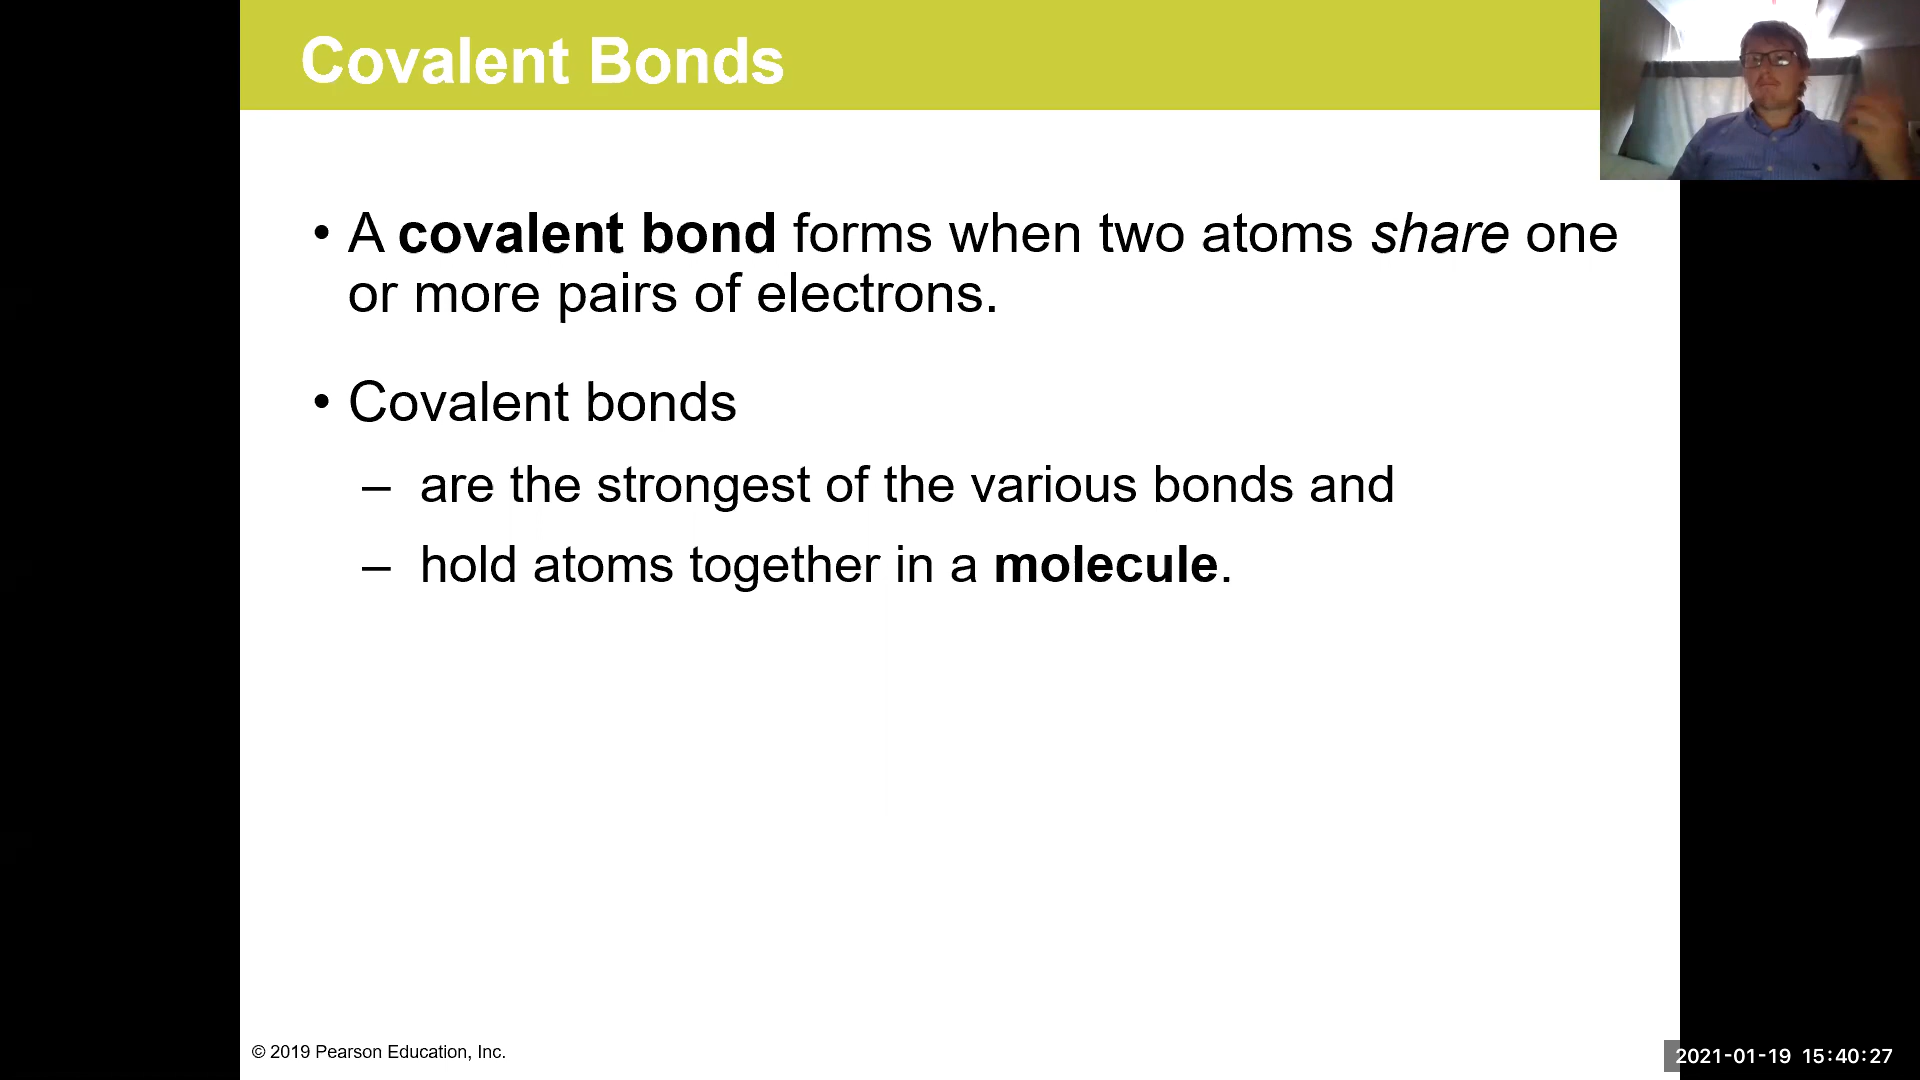 Covalent Bonds
• A covalent bond forms when two atoms share one
or more pairs of electrons.
• Covalent bonds
– are the strongest of the various bonds and
– hold atoms together in a molecule.
© 2019 Pearson Education, Inc.
2021-01-19 15:40:27